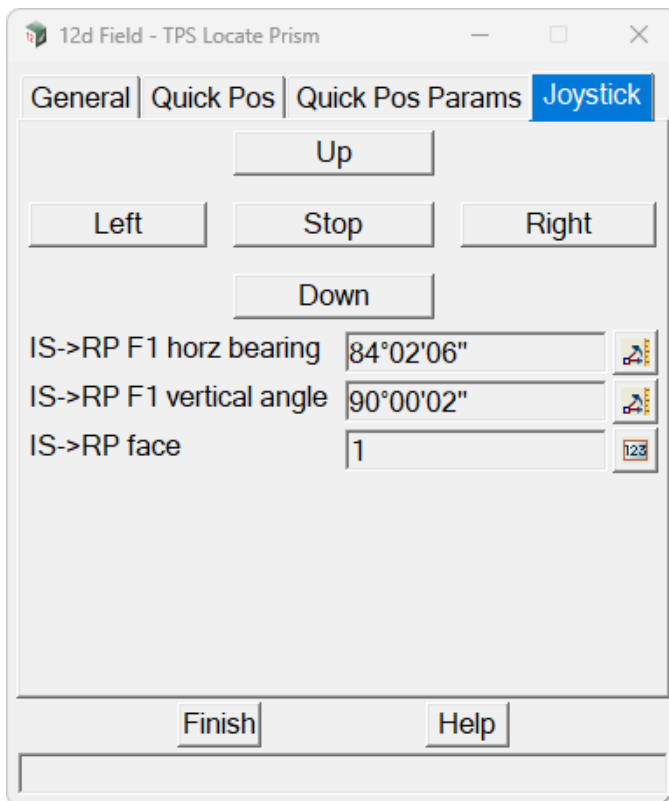 12d Field - TPS Locate Prism
General Quick Pos Quick Pos Params Joystick
Up
Left Stop Right
Down
IS->RP F1 horz bearing 84°02'06"
IS->RP F1 vertical angle 90°00'02"
IS->RP face 1 123
Finish Help